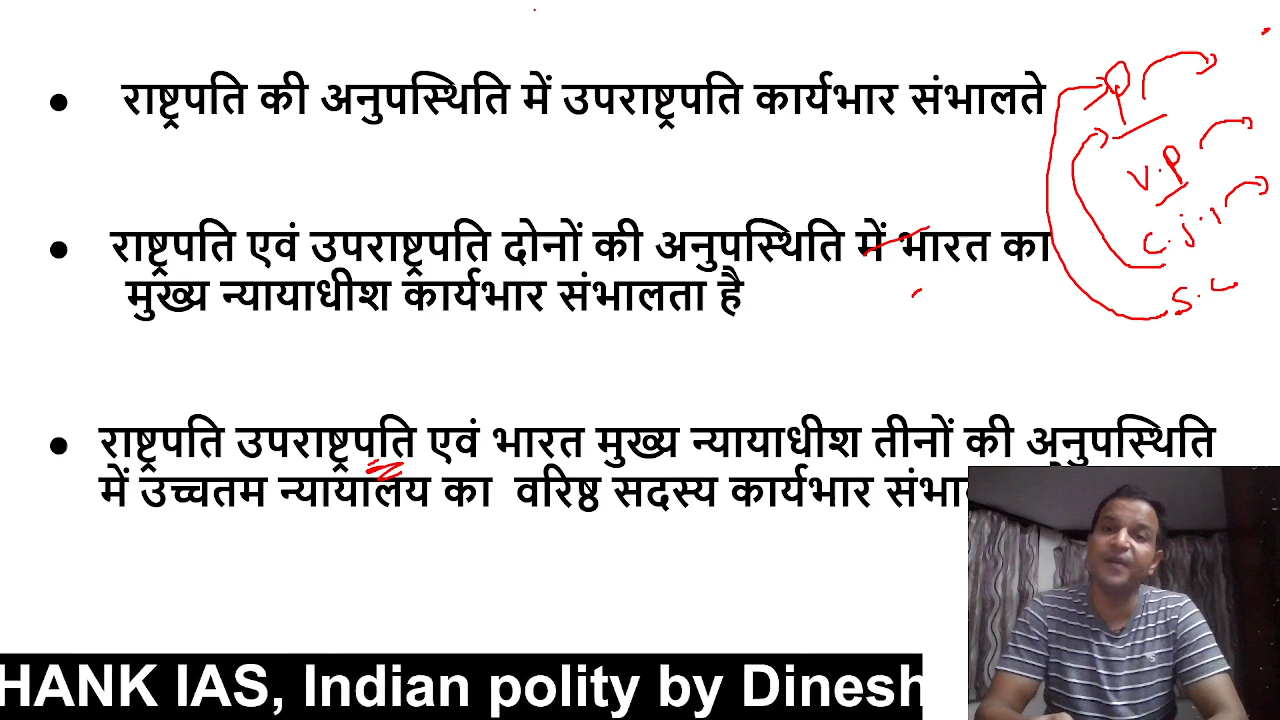 राष्ट्रपति की अनुपस्थिति में उपराष्ट्रपति कार्यभार संभालते
राष्ट्रपति एवं उपराष्ट्रपति दोनों की अनुपस्थिति में भारत का
मुख्य न्यायाधीश कार्यभार संभालता है
राष्ट्रपति उपराष्ट्रपति एवं भारत मुख्य न्यायाधीश तीनों की अनुपस्थिति
में उच्चतम न्यायालय का वरिष्ठ सदस्य कार्यभार
P
V.P
C.J.I
S.C
HANK IAS, Indian polity by Dinesh